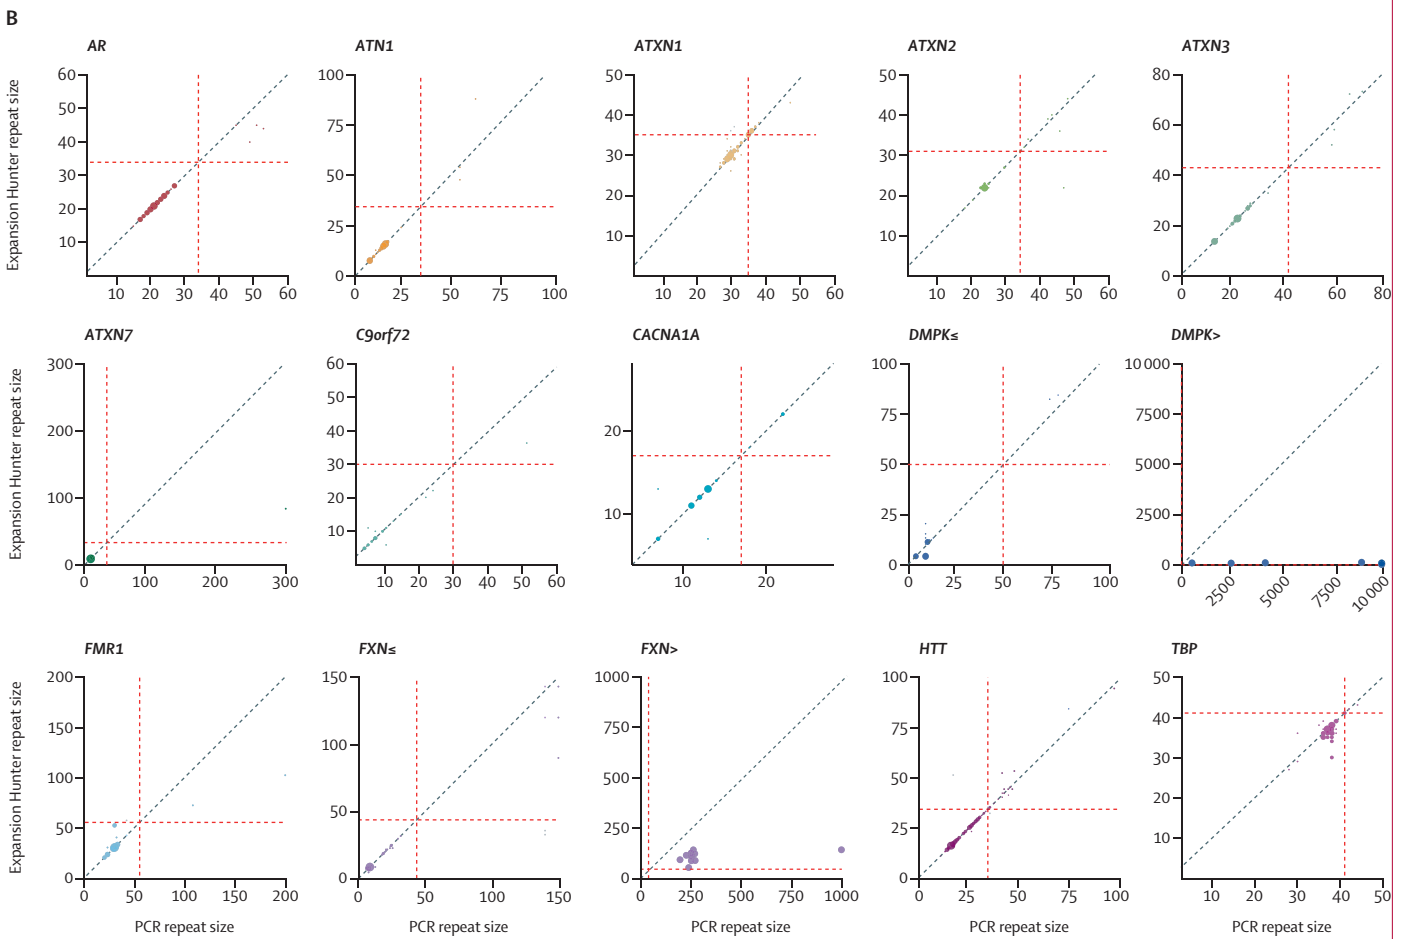 B
AR
ATN1
ATXN1
ATXN2
ATXN3
Expansion Hunter repeat size
60
50
40
30
20
10
10 20 30 40 50 60
100
75
50
25
0
0 25 50 75 100
50
40
30
20
10
10 20 30 40 50 60
50
40
30
20
10
10 20 30 40 50 60
80
60
40
20
0
0 20 40 60 80
ATXN7
C9orf72
CACNA1A
DMPK≤
DMPK>
Expansion Hunter repeat size
300
200
100
0
0 100 200 300
60
50
40
30
20
10
10 20 30 40 50 60
20
10
10 20
100
75
50
25
0
0 25 50 75 100
10 000
7500
5000
2500
0
0 2500 5000 7500 10 000
FMR1
FXN≤
FXN>
HTT
TBP
Expansion Hunter repeat size
200
150
100
50
0
0 50 100 150 200
PCR repeat size
150
100
50
0
0 50 100 150
PCR repeat size
1000
750
500
250
0
0 250 500 750 1000
PCR repeat size
100
75
50
25
0
0 25 50 75 100
PCR repeat size
50
40
30
20
10
10 20 30 40 50
PCR repeat size